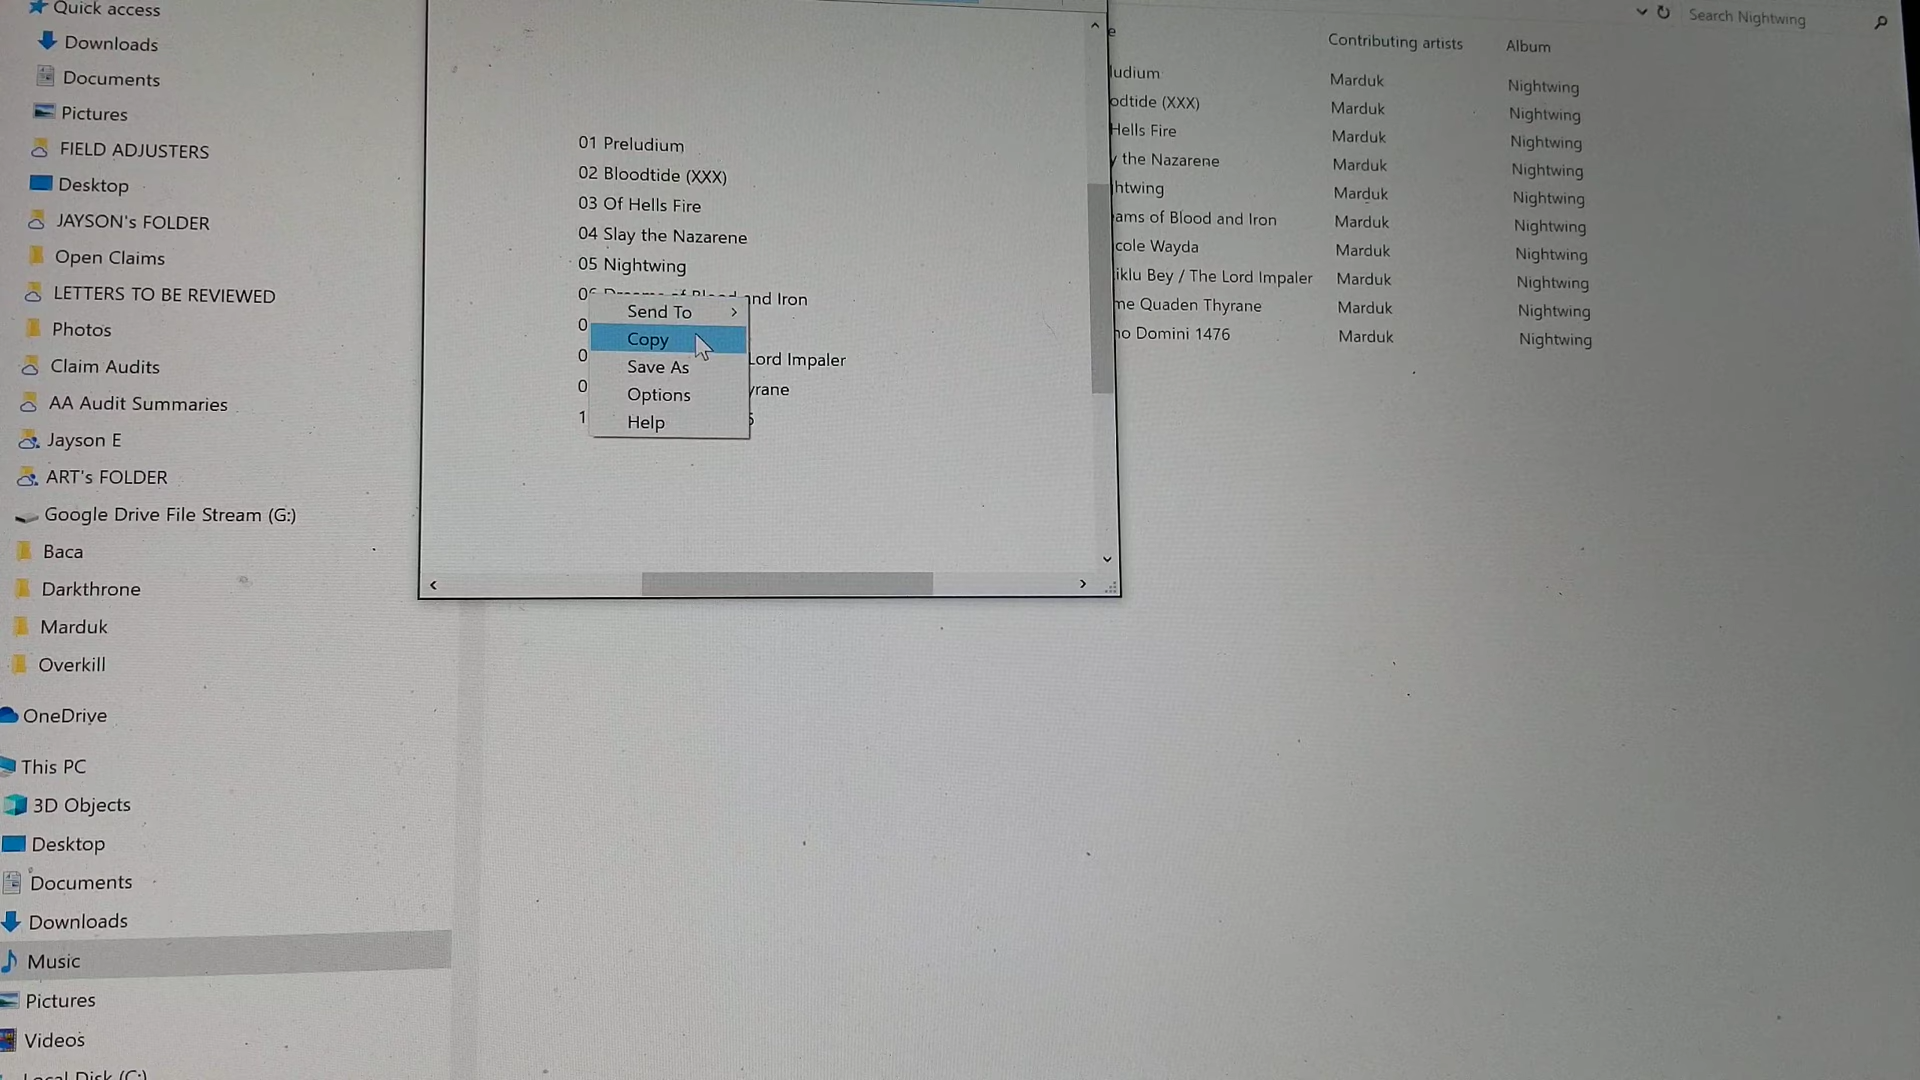 Quick access
Downloads
Documents
Pictures
FIELD ADJUSTERS
Desktop
JAYSON's FOLDER
Open Claims
LETTERS TO BE REVIEWED
Photos
Claim Audits
AA Audit Summaries
Jayson E
ART's FOLDER
Google Drive File Stream (G:)
Baca
Darkthrone
Marduk
Overkill
OneDrive
This PC
3D Objects
Desktop
Documents
Downloads
Music
Pictures
Videos
Local Disk (C:)
01 Preludium
02 Bloodtide (XXX)
03 Of Hells Fire
04 Slay the Nazarene
05 Nightwing
06 Dreams of Blood and Iron
0
0 Lord Impaler
0 yrane
1 6
Send To
Copy
Save As
Options
Help
Search Nightwing
e Contributing artists Album
ludium Marduk Nightwing
odtide (XXX) Marduk Nightwing
Hells Fire Marduk Nightwing
y the Nazarene Marduk Nightwing
htwing Marduk Nightwing
ams of Blood and Iron Marduk Nightwing
cole Wayda Marduk Nightwing
iklu Bey / The Lord Impaler Marduk Nightwing
me Quaden Thyrane Marduk Nightwing
no Domini 1476 Marduk Nightwing